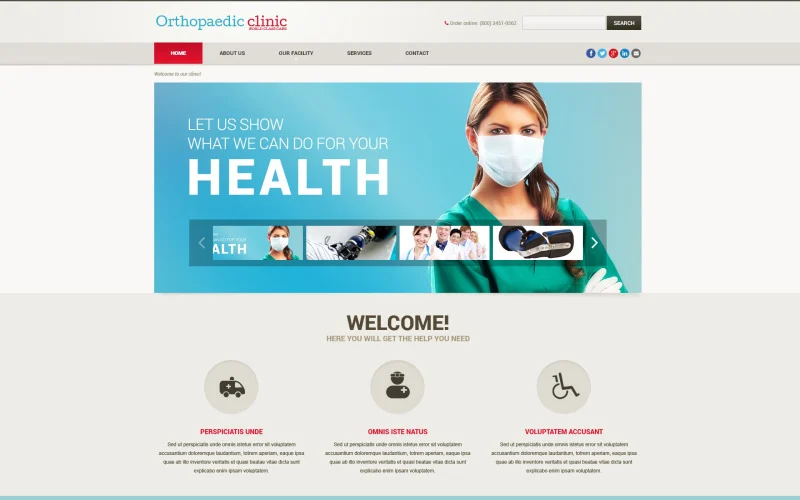 Orthopaedic clinic
WORLD CLASS CARE
Order online: (800) 2451-9562
SEARCH
HOME
ABOUT US
OUR FACILITY
SERVICES
CONTACT
Welcome to our clinic!
LET US SHOW
WHAT WE CAN DO FOR YOUR
HEALTH
ALTH
WELCOME!
HERE YOU WILL GET THE HELP YOU NEED
PERSPICIATIS UNDE
Sed ut perspiciatis unde omnis istetus error sit voluptatem
accusantium doloremque laudantium, totrem aperiam, eaque ipsa
quae ab illo inventore veritatis et quasi beatae vitae dicta sunt
explicabo enim ipsam voluptatem.
OMNIS ISTE NATUS
Sed ut perspiciatis unde omnis istetus error sit voluptatem
accusantium doloremque laudantium, totrem aperiam, eaque ipsa
quae ab illo inventore veritatis et quasi beatae vitae dicta sunt
explicabo enim ipsam voluptatem.
VOLUPTATEM ACCUSANT
Sed ut perspiciatis unde omnis istetus error sit voluptatem
accusantium doloremque laudantium, totrem aperiam, eaque ipsa
quae ab illo inventore veritatis et quasi beatae vitae dicta sunt
explicabo enim ipsam voluptatem.